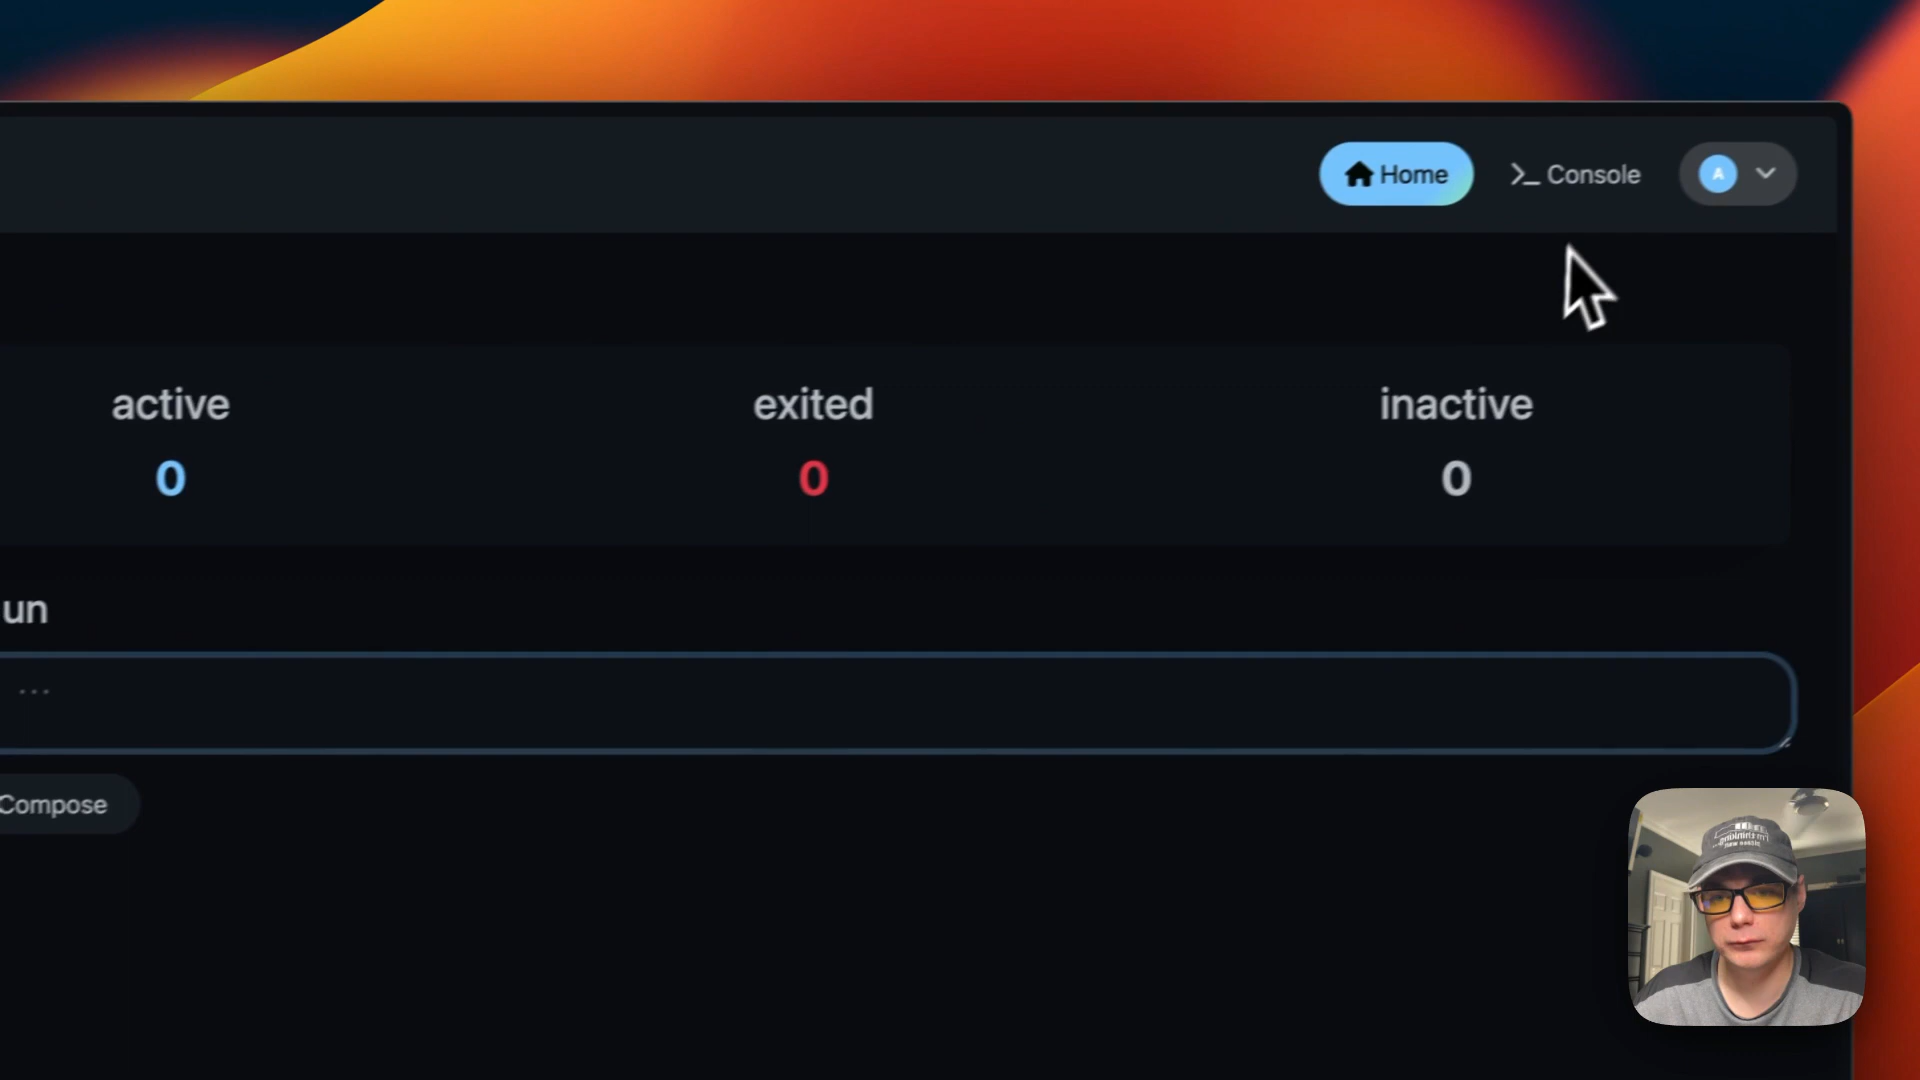 Home
>_ Console
A
active
exited
inactive
0
0
0
un
...
Compose